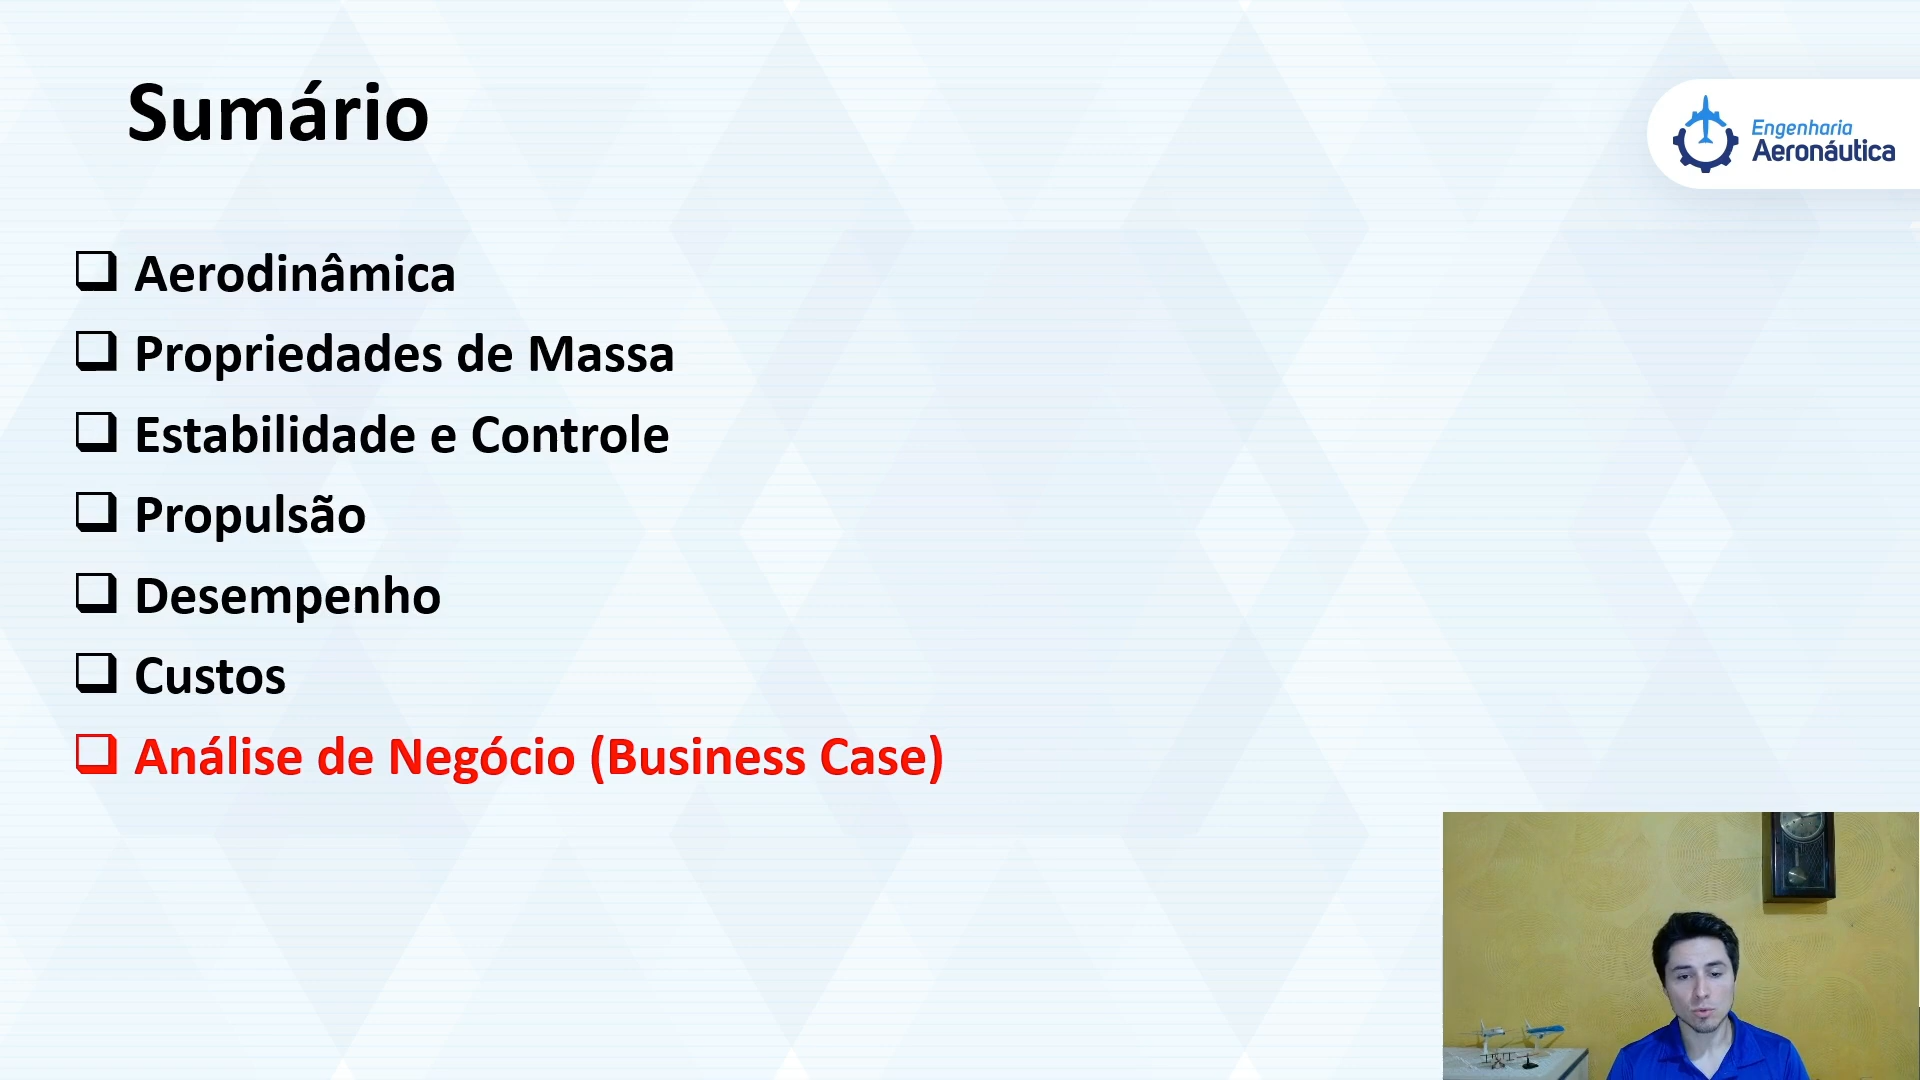 Sumário
Engenharia
Aeronáutica
Aerodinâmica
Propriedades de Massa
Estabilidade e Controle
Propulsão
Desempenho
Custos
Análise de Negócio (Business Case)